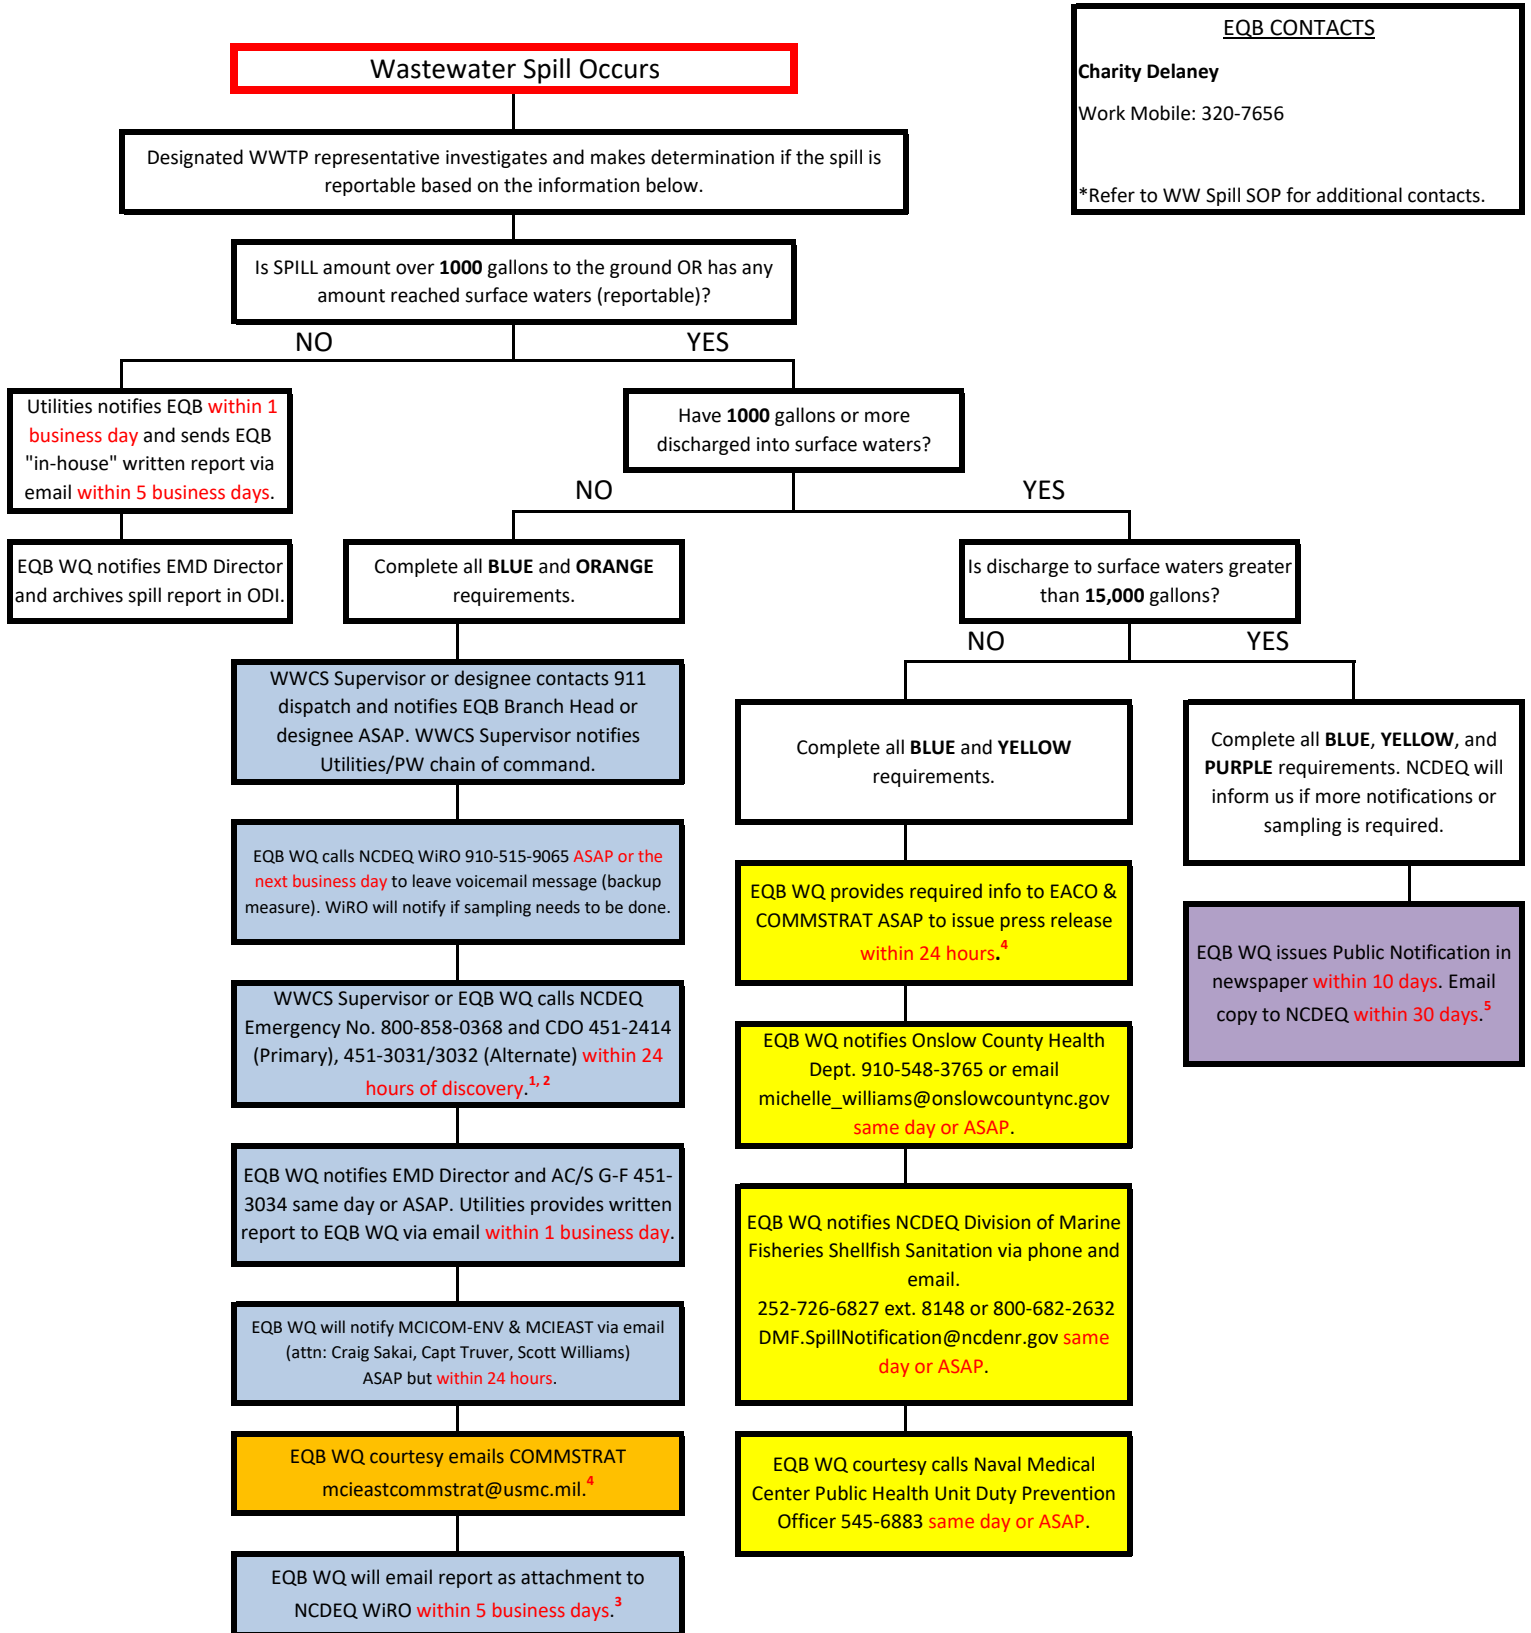 EQB CONTACTS
Charity Delaney
Work Mobile: 320-7656
*Refer to WW Spill SOP for additional contacts.
Wastewater Spill Occurs
Designated WWTP representative investigates and makes determination if the spill is
reportable based on the information below.
Is SPILL amount over 1000 gallons to the ground OR has any
amount reached surface waters (reportable)?
NO
YES
Utilities notifies EQB within 1
business day and sends EQB
"in-house" written report via
email within 5 business days.
EQB WQ notifies EMD Director
and archives spill report in ODI.
Have 1000 gallons or more
discharged into surface waters?
NO
YES
Complete all BLUE and ORANGE
requirements.
WWCS Supervisor or designee contacts 911
dispatch and notifies EQB Branch Head or
designee ASAP. WWCS Supervisor notifies
Utilities/PW chain of command.
EQB WQ calls NCDEQ WiRO 910-515-9065 ASAP or the
next business day to leave voicemail message (backup
measure). WiRO will notify if sampling needs to be done.
WWCS Supervisor or EQB WQ calls NCDEQ
Emergency No. 800-858-0368 and CDO 451-2414
(Primary), 451-3031/3032 (Alternate) within 24
hours of discovery.1, 2
EQB WQ notifies EMD Director and AC/S G-F 451-
3034 same day or ASAP. Utilities provides written
report to EQB WQ via email within 1 business day.
EQB WQ will notify MCICOM-ENV & MCIEAST via email
(attn: Craig Sakai, Capt Truver, Scott Williams)
ASAP but within 24 hours.
EQB WQ courtesy emails COMMSTRAT
mcieastcommstrat@usmc.mil.4
EQB WQ will email report as attachment to
NCDEQ WiRO within 5 business days.3
Is discharge to surface waters greater
than 15,000 gallons?
NO
YES
Complete all BLUE and YELLOW
requirements.
EQB WQ provides required info to EACO &
COMMSTRAT ASAP to issue press release
within 24 hours.4
EQB WQ notifies Onslow County Health
Dept. 910-548-3765 or email
michelle_williams@onslowcountync.gov
same day or ASAP.
EQB WQ notifies NCDEQ Division of Marine
Fisheries Shellfish Sanitation via phone and
email.
252-726-6827 ext. 8148 or 800-682-2632
DMF.SpillNotification@ncdenr.gov same
day or ASAP.
EQB WQ courtesy calls Naval Medical
Center Public Health Unit Duty Prevention
Officer 545-6883 same day or ASAP.
Complete all BLUE, YELLOW, and
PURPLE requirements. NCDEQ will
inform us if more notifications or
sampling is required.
EQB WQ issues Public Notification in
newspaper within 10 days. Email
copy to NCDEQ within 30 days.5